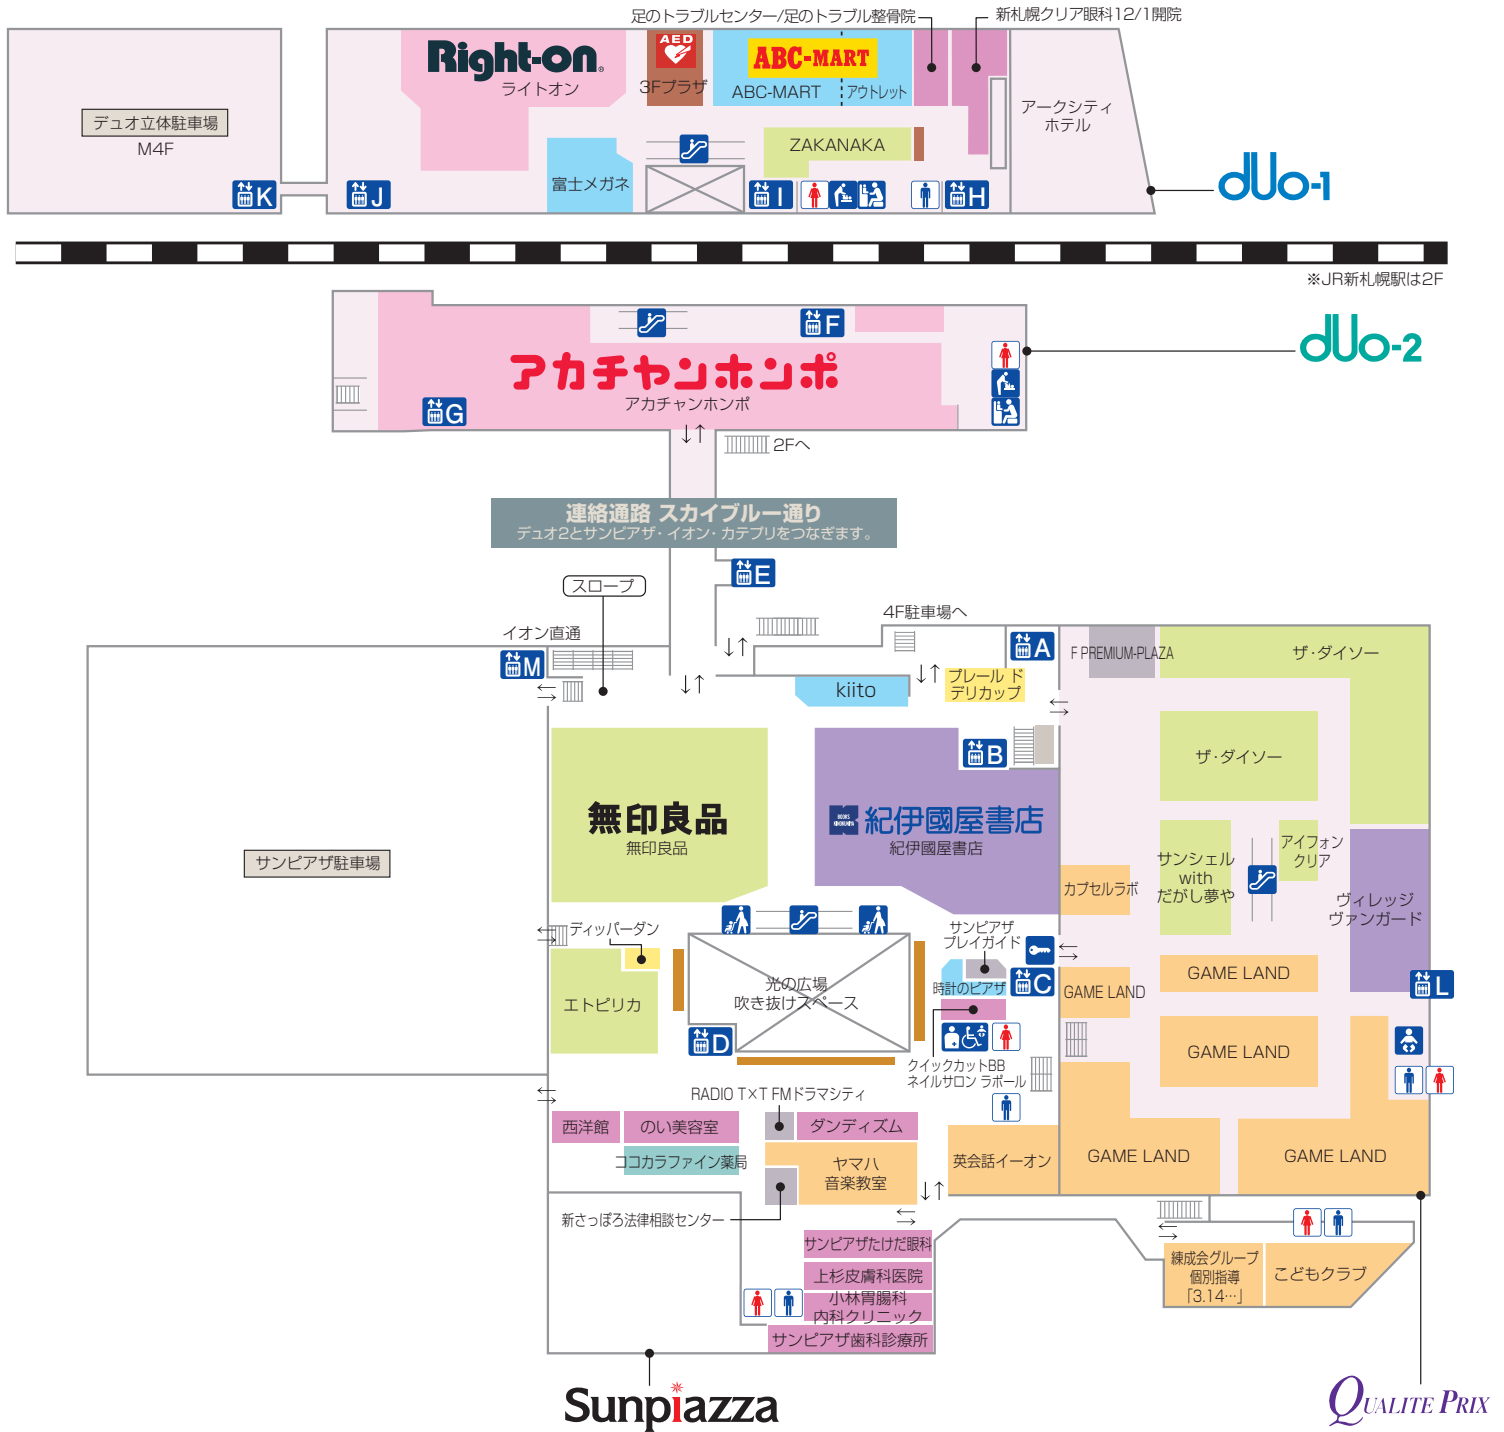 足のトラブルセンター/足のトラブル整骨院
新札幌クリア眼科12/1開院
Right-on
ライトオン
AED
3Fプラザ
ABC-MART
ABC-MART
アウトレット
アークシティ
ホテル
デュオ立体駐車場
M4F
ZAKANAKA
富士メガネ
K
J
I
H
duo-1
※JR新札幌駅は2F
F
アカチャンホンポ
アカチャンホンポ
G
duo-2
2Fへ
連絡通路 スカイブルー通り
デュオ2とサンピアザ・イオン・カテプリをつなぎます。
E
スロープ
4F駐車場へ
イオン直通
M
A
F PREMIUM-PLAZA
ザ・ダイソー
プレール ド
デリカップ
kiito
B
ザ・ダイソー
無印良品
無印良品
紀伊國屋書店
紀伊國屋書店
サンピアザ駐車場
カプセルラボ
サンシェル
with
だがし夢や
アイフォン
クリア
ヴィレッジ
ヴァンガード
ディッパーダン
サンピアザ
プレイガイド
エトピリカ
光の広場
吹き抜けスペース
時計のピアザ
C
GAME LAND
GAME LAND
L
D
クイックカットBB
ネイルサロン ラポール
GAME LAND
RADIO T×T FMドラマシティ
西洋館
のい美容室
ダンディズム
ココカラファイン薬局
ヤマハ
音楽教室
英会話イーオン
GAME LAND
GAME LAND
新さっぽろ法律相談センター
サンピアザたけだ眼科
上杉皮膚科医院
小林胃腸科
内科クリニック
サンピアザ歯科診療所
練成会グループ
個別指導
「3.14…」
こどもクラブ
Sunpiazza
QUALITE PRIX